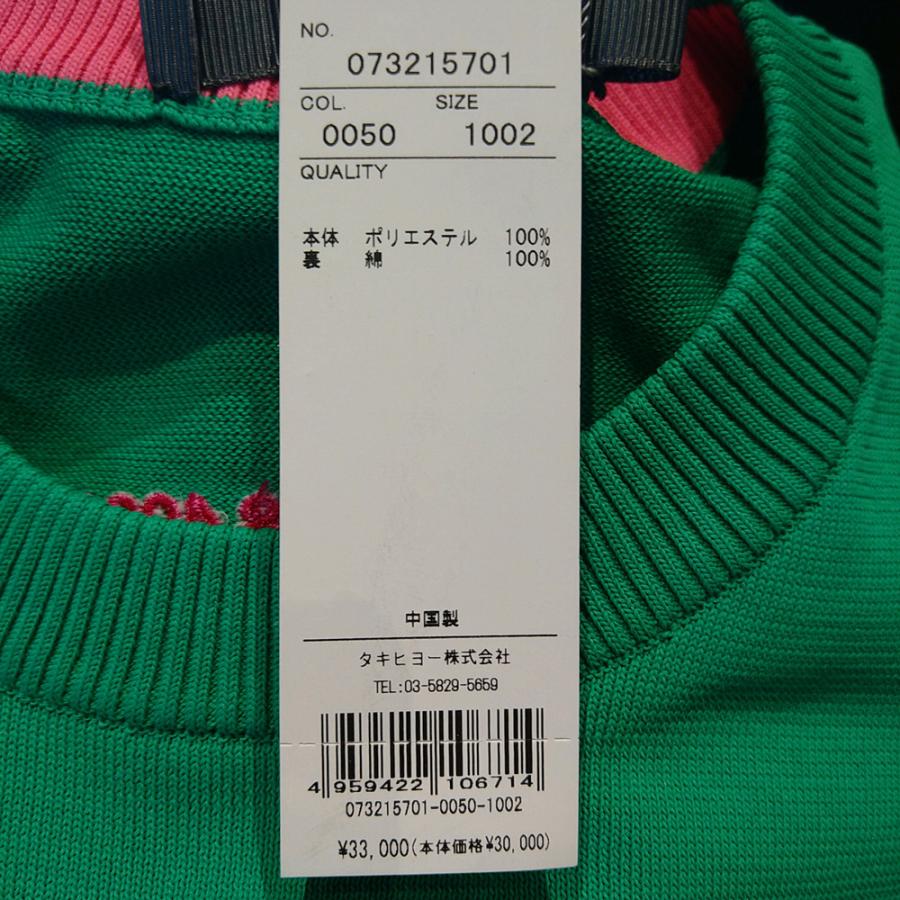 NO.
073215701
COL. SIZE
0050 1002
QUALITY
本体 ポリエステル 100%
裏 綿 100%
中国製
タキヒヨー株式会社
TEL:03-5829-5659
4 959422 106714
073215701-0050-1002
¥33,000(本体価格¥30,000)